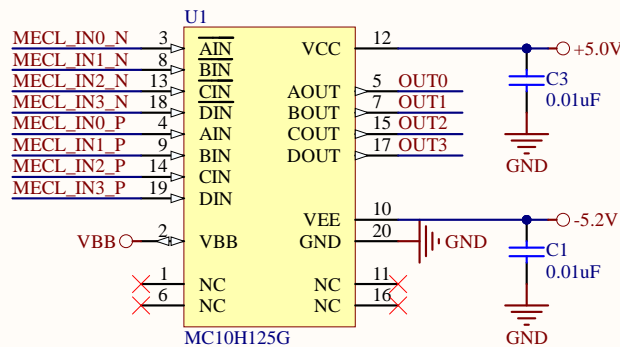 U1
MECL_IN0_N 3 AIN VCC 12 +5.0V
MECL_IN1_N 8 BIN
MECL_IN2_N 13 CIN AOUT 5 OUT0 C3
MECL_IN3_N 18 DIN BOUT 7 OUT1 0.01uF
MECL_IN0_P 4 AIN COUT 15 OUT2
MECL_IN1_P 9 BIN DOUT 17 OUT3
GND
MECL_IN2_P 14 CIN
MECL_IN3_P 19 DIN
VEE 10 -5.2V
VBB 2 VBB GND 20 GND
C1
0.01uF
1 NC NC 11
6 NC NC 16
MC10H125G GND